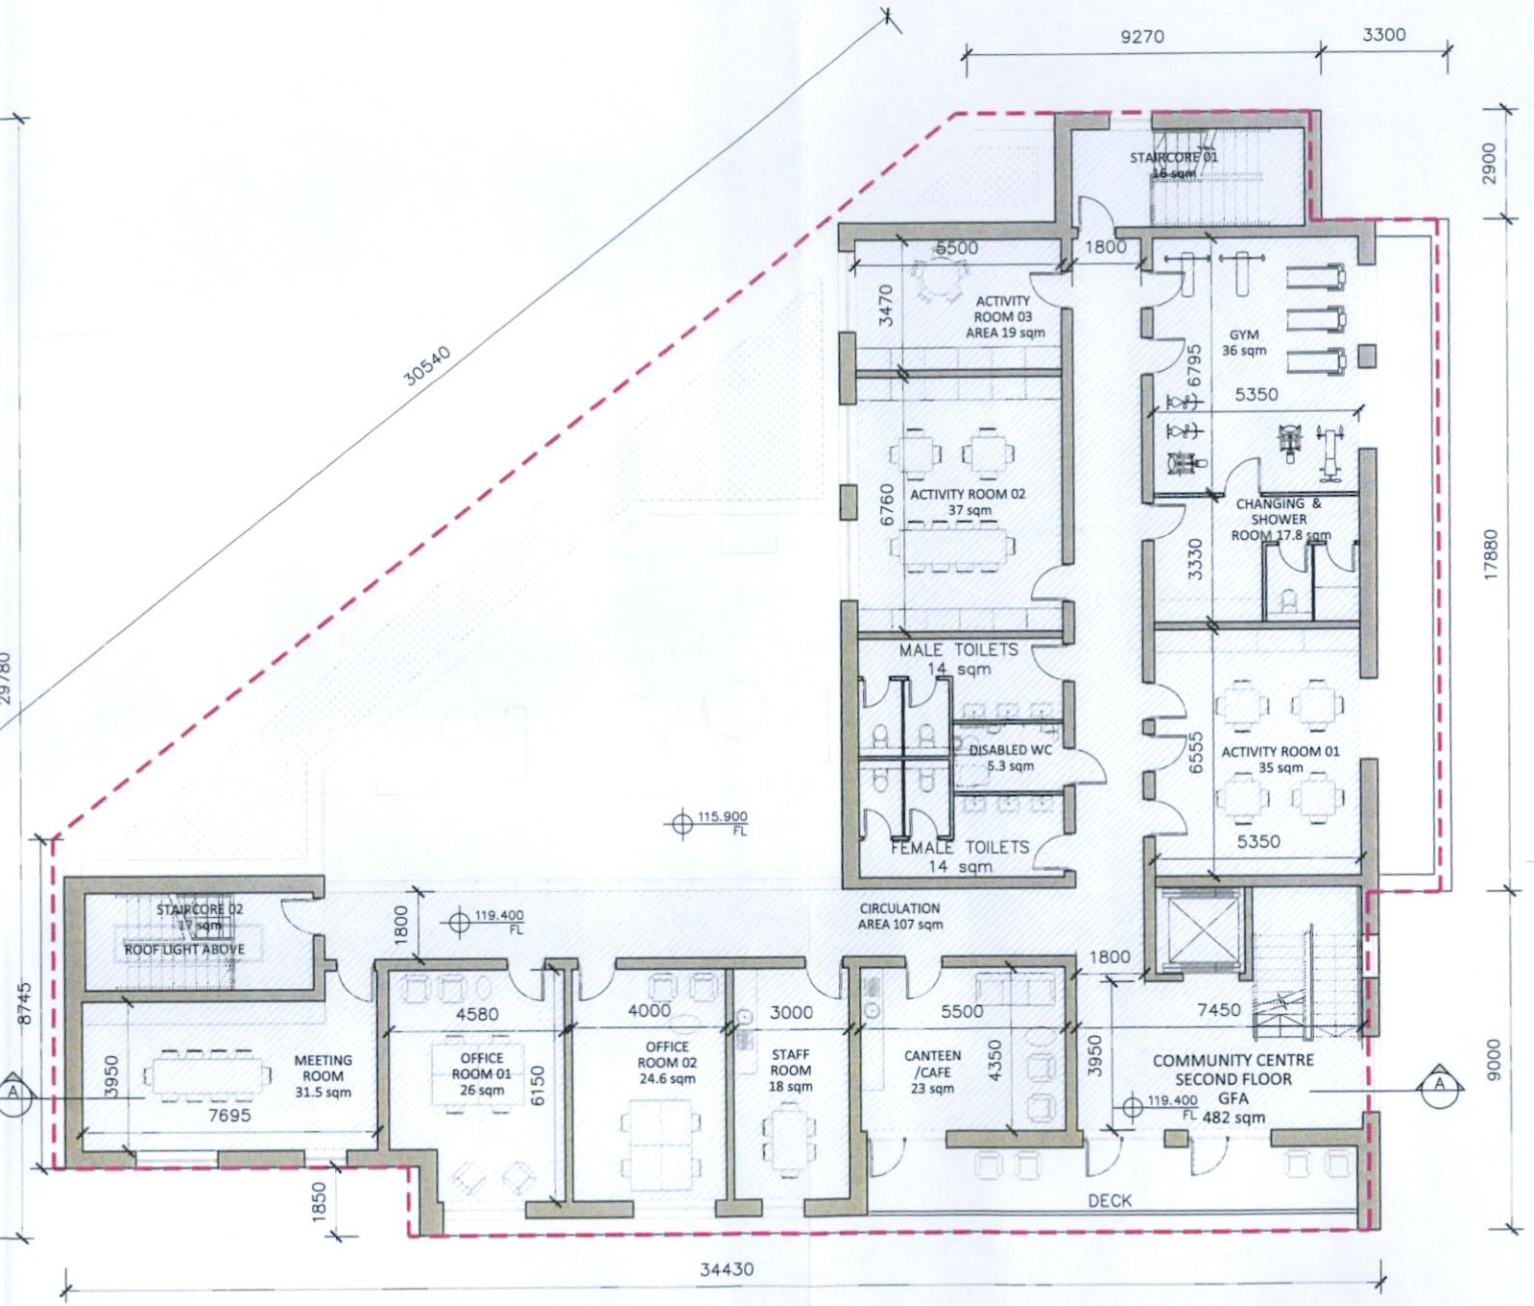 9270
3300
2900
STAIRCORE 01
16 sqm
5500
1800
3470
ACTIVITY
ROOM 03
AREA 19 sqm
GYM
36 sqm
6795
5350
30540
6760
ACTIVITY ROOM 02
37 sqm
CHANGING &
SHOWER
ROOM 17.8 sqm
3330
17880
29780
MALE TOILETS
14 sqm
DISABLED WC
5.3 sqm
6555
ACTIVITY ROOM 01
35 sqm
5350
115.900
FL
FEMALE TOILETS
14 sqm
STAIRCORE 02
17 sqm
ROOF LIGHT ABOVE
1800
119.400
FL
CIRCULATION
AREA 107 sqm
1800
8745
3950
MEETING
ROOM
31.5 sqm
7695
4580
OFFICE
ROOM 01
26 sqm
6150
4000
OFFICE
ROOM 02
24.6 sqm
3000
STAFF
ROOM
18 sqm
5500
CANTEEN
/CAFE
23 sqm
4350
3950
7450
COMMUNITY CENTRE
SECOND FLOOR
GFA
482 sqm
119.400
FL
9000
A
A
1850
DECK
34430